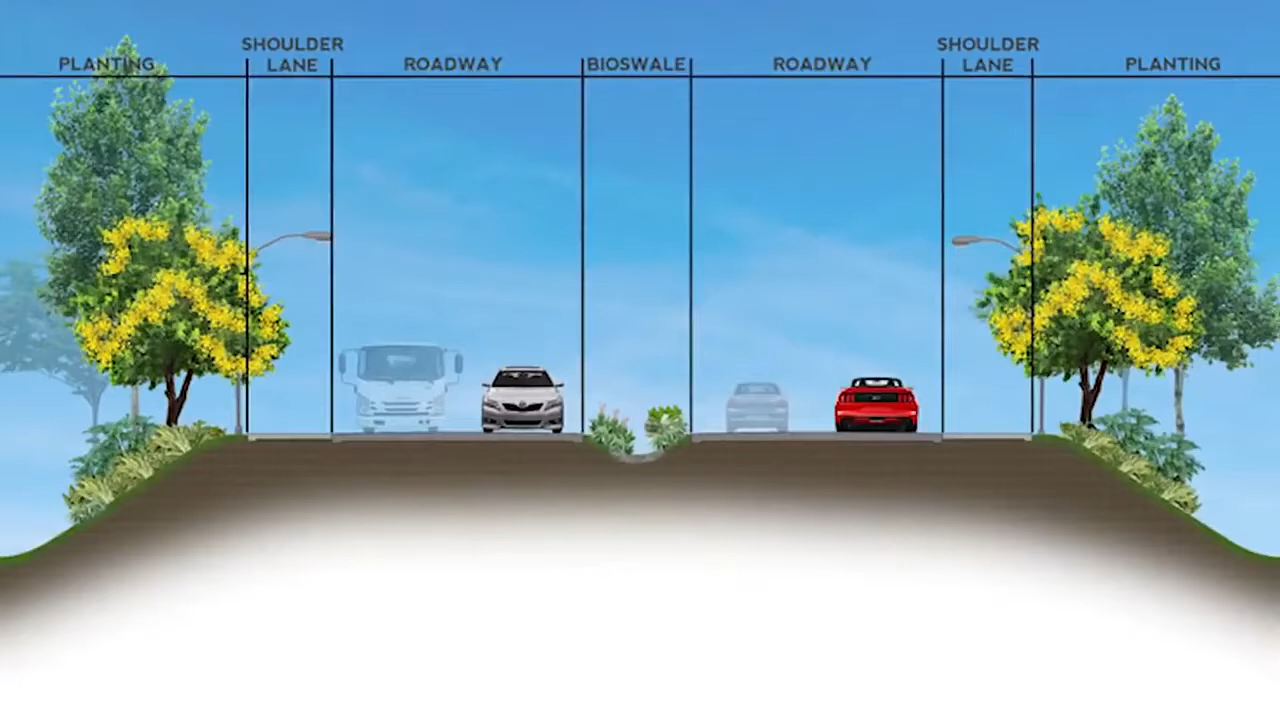 PLANTING
SHOULDER
LANE
ROADWAY
BIOSWALE
ROADWAY
SHOULDER
LANE
PLANTING